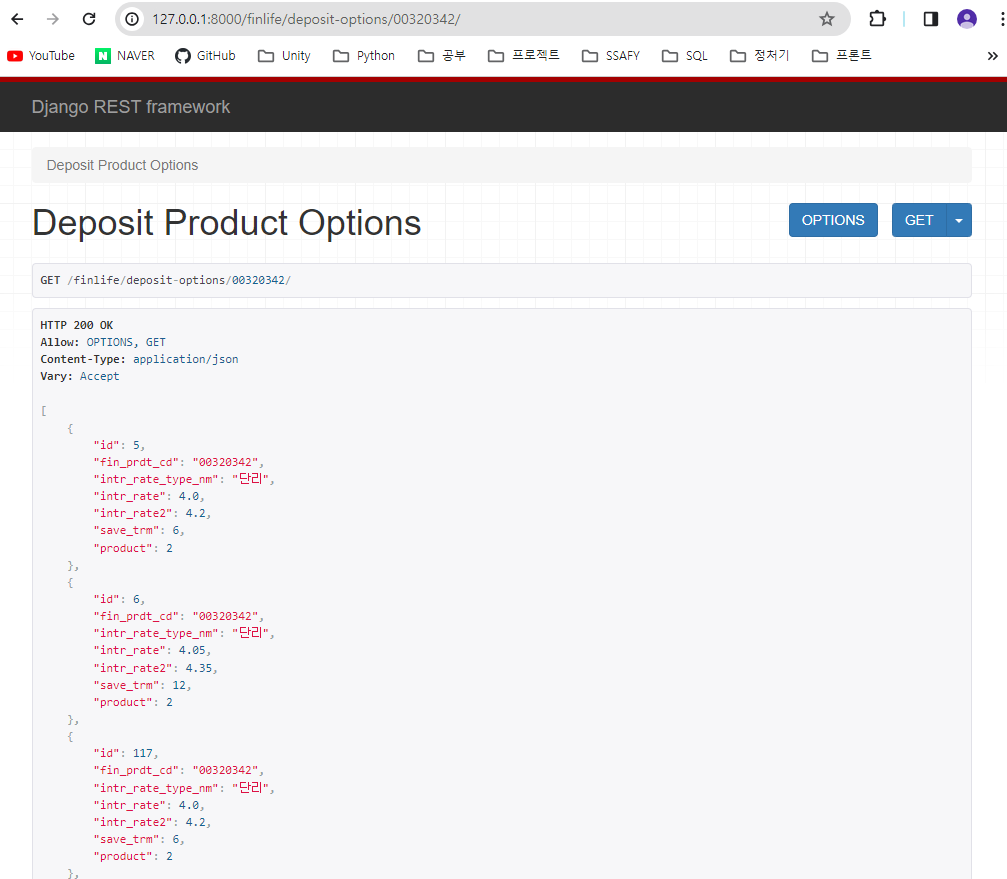 127.0.0.1:8000/finlife/deposit-options/00320342/
YouTube NAVER GitHub Unity Python 공부 프로젝트 SSAFY SQL 정처기 프론트
Django REST framework
Deposit Product Options
Deposit Product Options OPTIONS GET
GET /finlife/deposit-options/00320342/
HTTP 200 OK
Allow: OPTIONS, GET
Content-Type: application/json
Vary: Accept
[
{
"id": 5,
"fin_prdt_cd": "00320342",
"intr_rate_type_nm": "단리",
"intr_rate": 4.0,
"intr_rate2": 4.2,
"save_trm": 6,
"product": 2
},
{
"id": 6,
"fin_prdt_cd": "00320342",
"intr_rate_type_nm": "단리",
"intr_rate": 4.05,
"intr_rate2": 4.35,
"save_trm": 12,
"product": 2
},
{
"id": 117,
"fin_prdt_cd": "00320342",
"intr_rate_type_nm": "단리",
"intr_rate": 4.0,
"intr_rate2": 4.2,
"save_trm": 6,
"product": 2
},